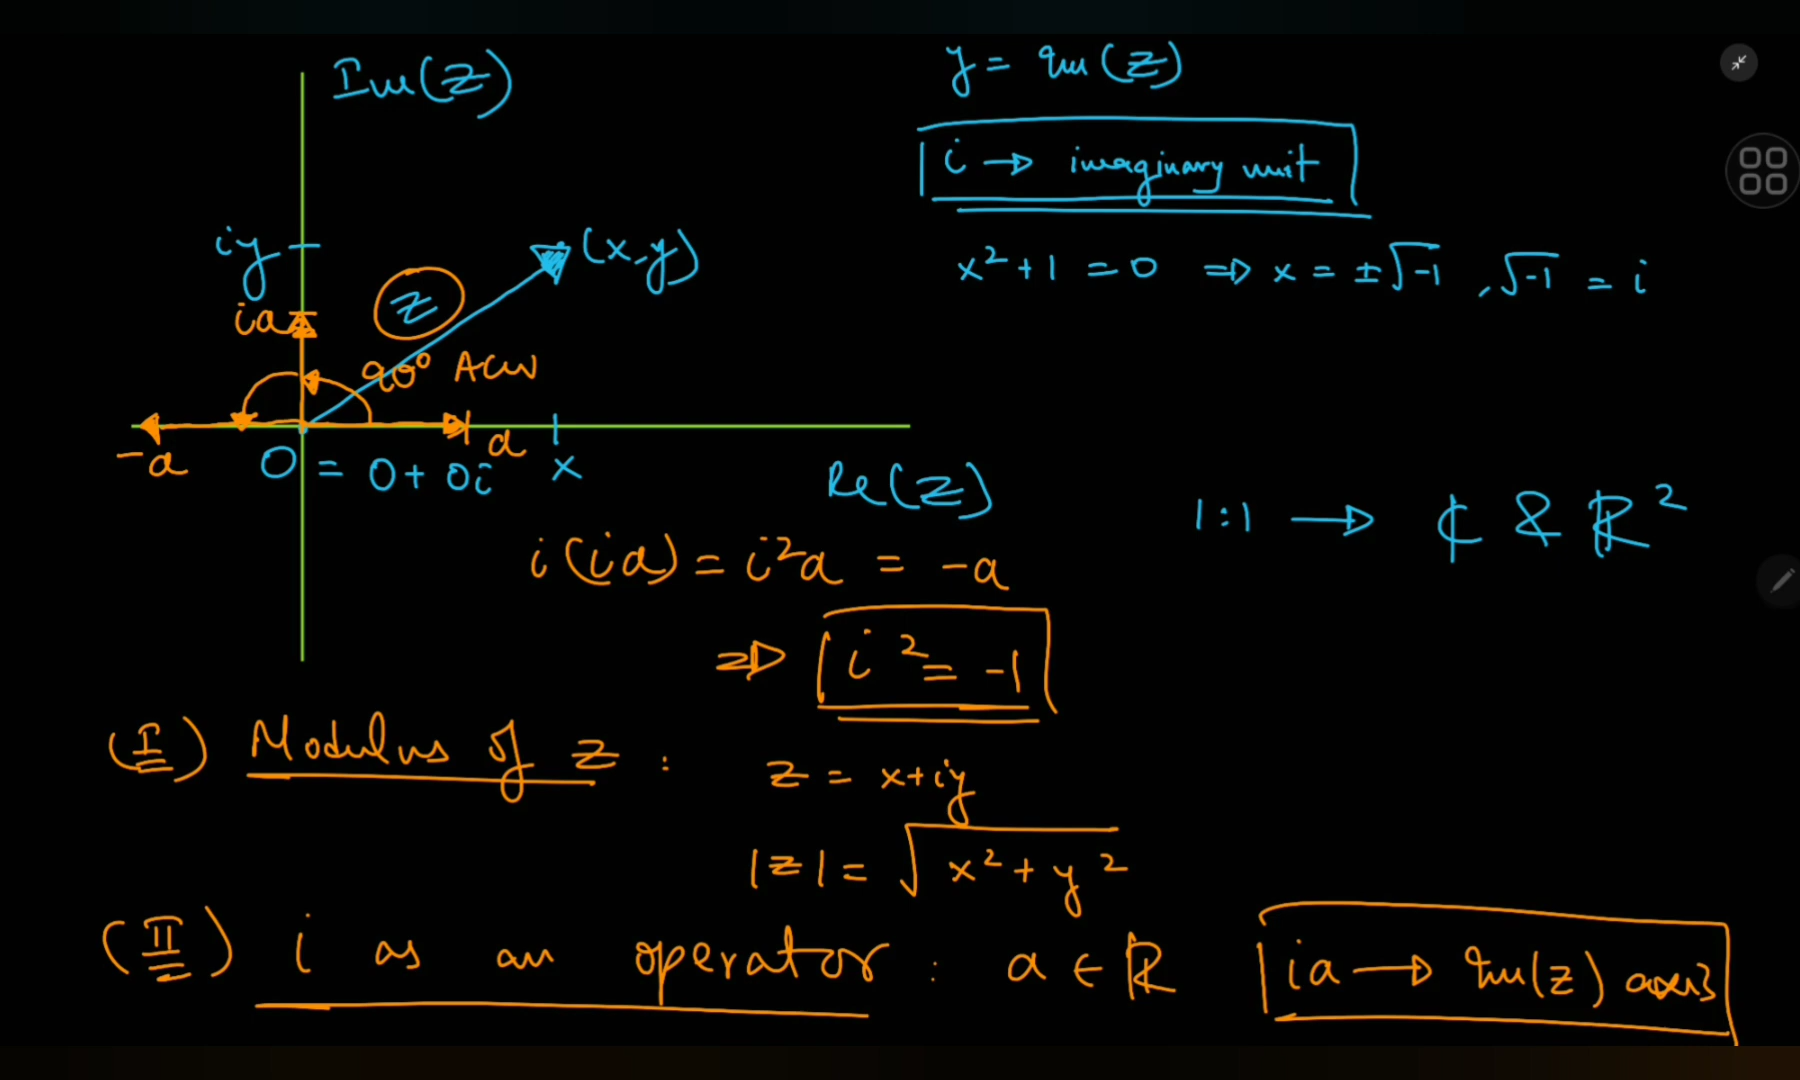 Im(z)
y = Im(z)
i → imaginary unit
iy
(x,y)
x² + 1 = 0 ⇒ x = ±√-1 , √-1 = i
z
ia
90° ACW
-a
a
0 = 0 + 0i
x
Re(z)
1:1 → ℂ & ℝ²
i(ia) = i²a = -a
⇒ i² = -1
(I) Modulus of z : z = x+iy
|z| = √x² + y²
(II) i as an operator : a ∈ ℝ
ia → Im(z) axis